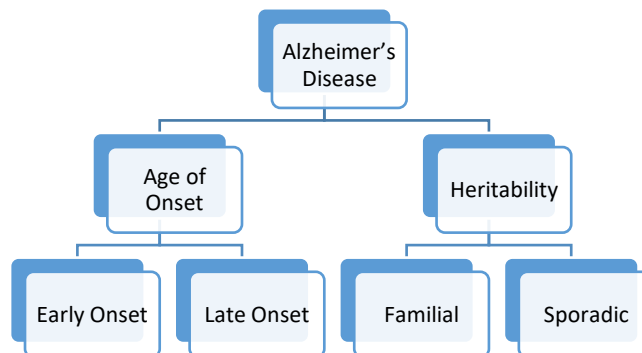 Alzheimer’s
Disease
Age of
Onset
Heritability
Early Onset
Late Onset
Familial
Sporadic